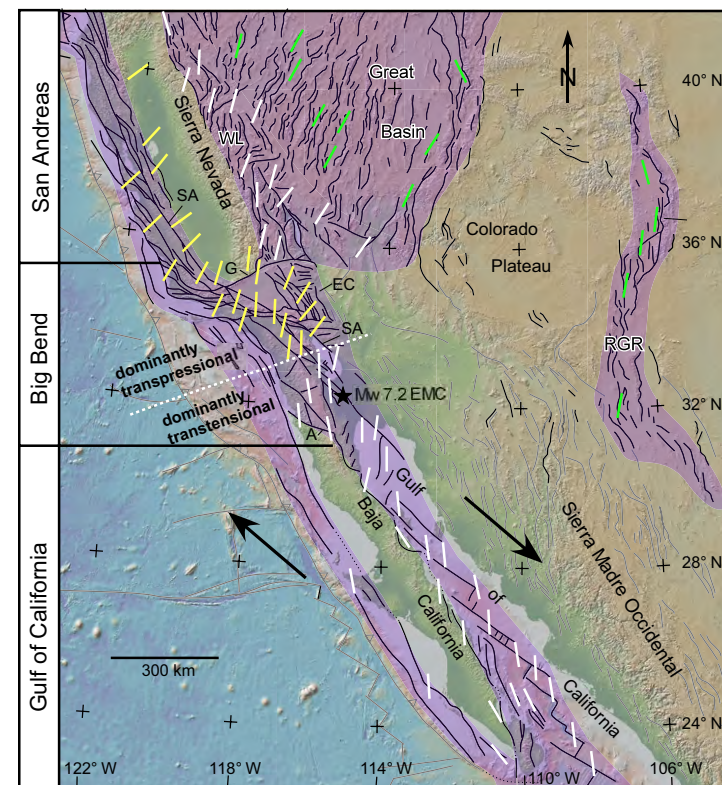 San Andreas
Big Bend
Gulf of California
N
40° N
36° N
32° N
28° N
24° N
Great
Basin
WL
Sierra Nevada
SA
Colorado
Plateau
G
EC
SA
RGR
dominantly
transpressional
dominantly
transtensional
Mw 7.2 EMC
A
Gulf
of
California
Baja
California
Sierra Madre Occidental
300 km
122° W
118° W
114° W
110° W
106° W